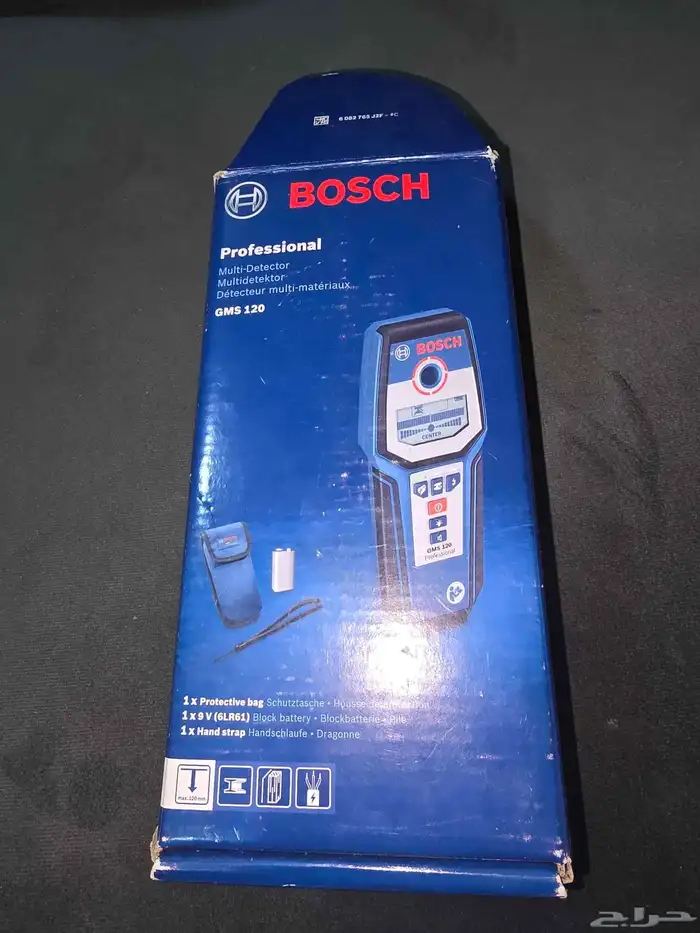 6 082 763 J2F - *C
BOSCH
Professional
Multi-Detector
Multidetektor
Détecteur multi-matériaux
GMS 120
BOSCH
CENTER
GMS 120
Professional
1 x Protective bag Schutztasche • Housse
1 x 9 V (6LR61) Block battery • Blockbatterie • Pile
1 x Hand strap Handschlaufe • Dragonne
max. 120 mm
حراج